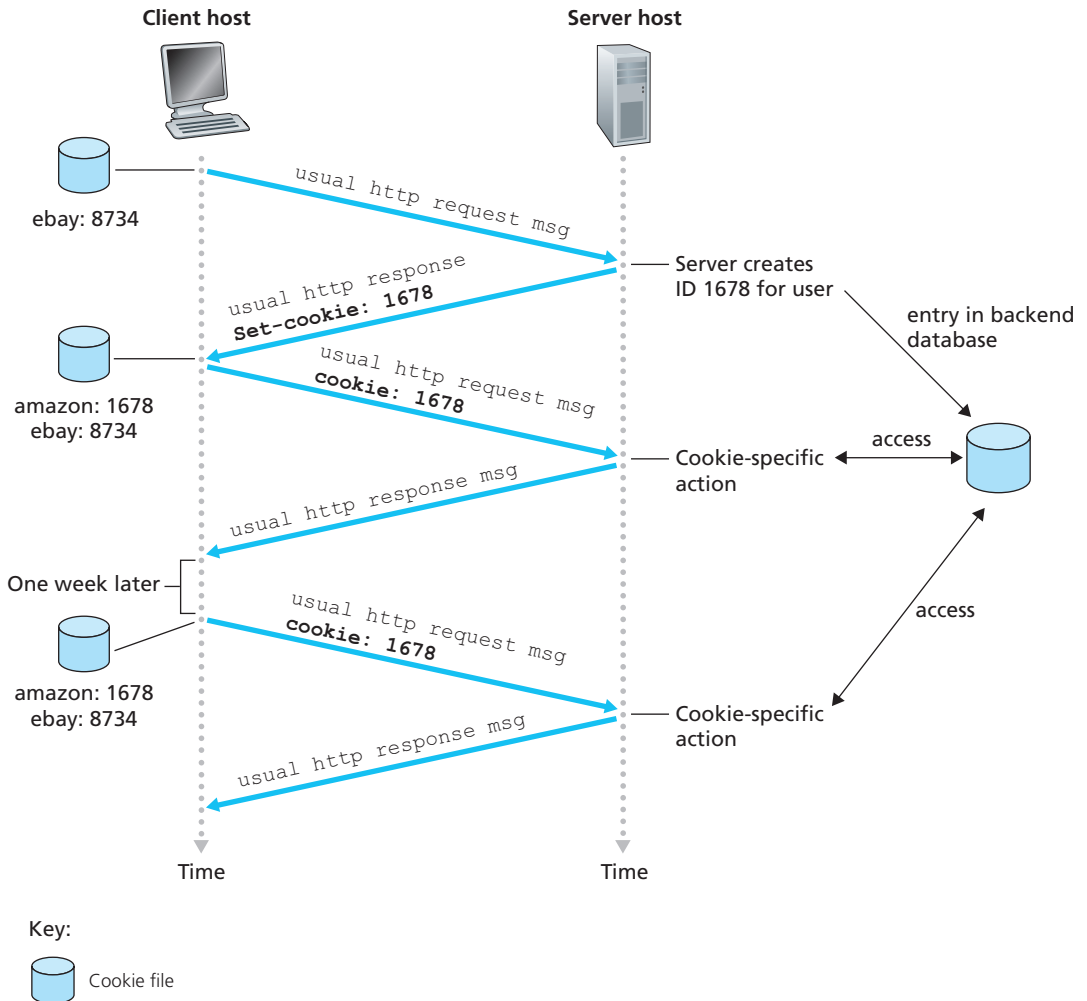 Client host
Server host
usual http request msg
ebay: 8734
Server creates
ID 1678 for user
usual http response
Set-cookie: 1678
entry in backend
database
usual http request msg
cookie: 1678
amazon: 1678
ebay: 8734
access
Cookie-specific
action
usual http response msg
One week later
usual http request msg
cookie: 1678
access
amazon: 1678
ebay: 8734
Cookie-specific
action
usual http response msg
Time
Time
Key:
Cookie file